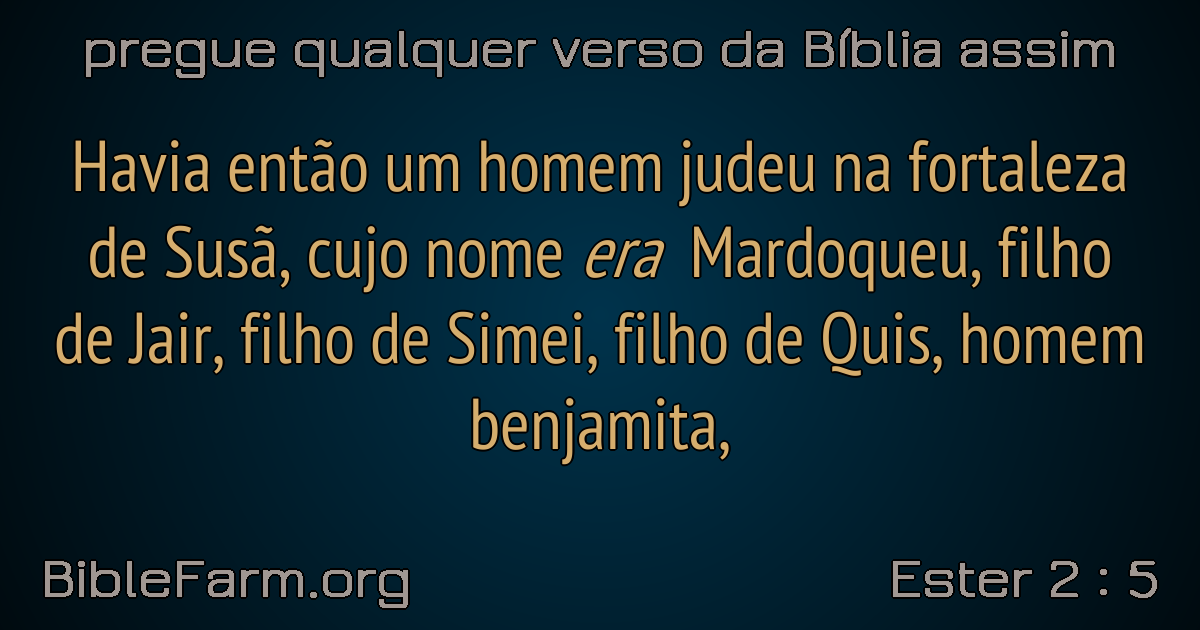 pregue qualquer verso da Bíblia assim
Havia então um homem judeu na fortaleza
de Susã, cujo nome era Mardoqueu, filho
de Jair, filho de Simei, filho de Quis, homem
benjamita,
BibleFarm.org
Ester 2 : 5